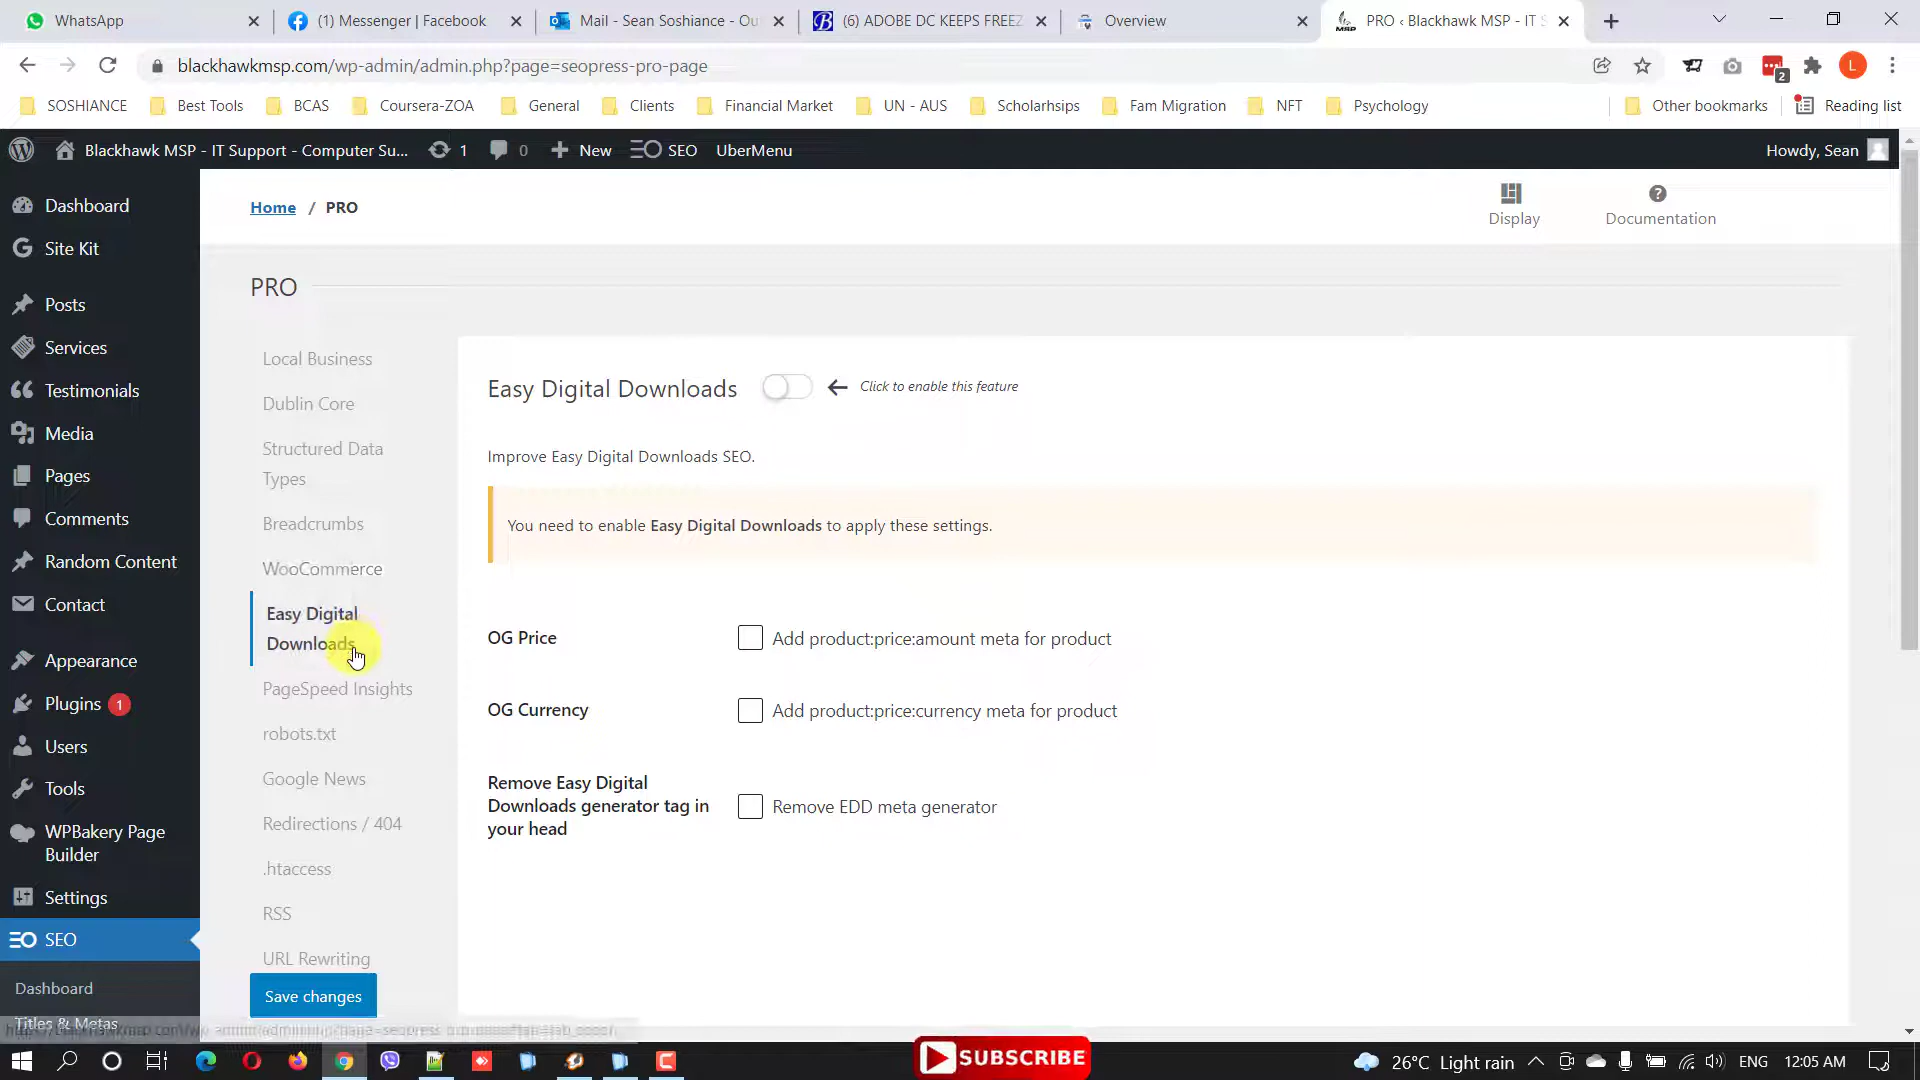 WhatsApp
(1) Messenger | Facebook
Mail - Sean Soshiance - Ou
(6) ADOBE DC KEEPS FREEZ
Overview
PRO ‹ Blackhawk MSP - IT S
blackhawkmsp.com/wp-admin/admin.php?page=seopress-pro-page
2
L
SOSHIANCE
Best Tools
BCAS
Coursera-ZOA
General
Clients
Financial Market
UN - AUS
Scholarhsips
Fam Migration
NFT
Psychology
Other bookmarks
Reading list
Blackhawk MSP - IT Support - Computer Su...
1
0
New
SEO
UberMenu
Howdy, Sean
Dashboard
Site Kit
Posts
Services
Testimonials
Media
Pages
Comments
Random Content
Contact
Appearance
Plugins 1
Users
Tools
WPBakery Page
Builder
Settings
SEO
Dashboard
Titles & Metas
Home / PRO
Display
Documentation
PRO
Local Business
Dublin Core
Structured Data
Types
Breadcrumbs
WooCommerce
Easy Digital
Downloads
PageSpeed Insights
robots.txt
Google News
Redirections / 404
.htaccess
RSS
URL Rewriting
Save changes
Easy Digital Downloads
Click to enable this feature
Improve Easy Digital Downloads SEO.
You need to enable Easy Digital Downloads to apply these settings.
OG Price
Add product:price:amount meta for product
OG Currency
Add product:price:currency meta for product
Remove Easy Digital
Downloads generator tag in
your head
Remove EDD meta generator
SUBSCRIBE
26°C Light rain
ENG
12:05 AM